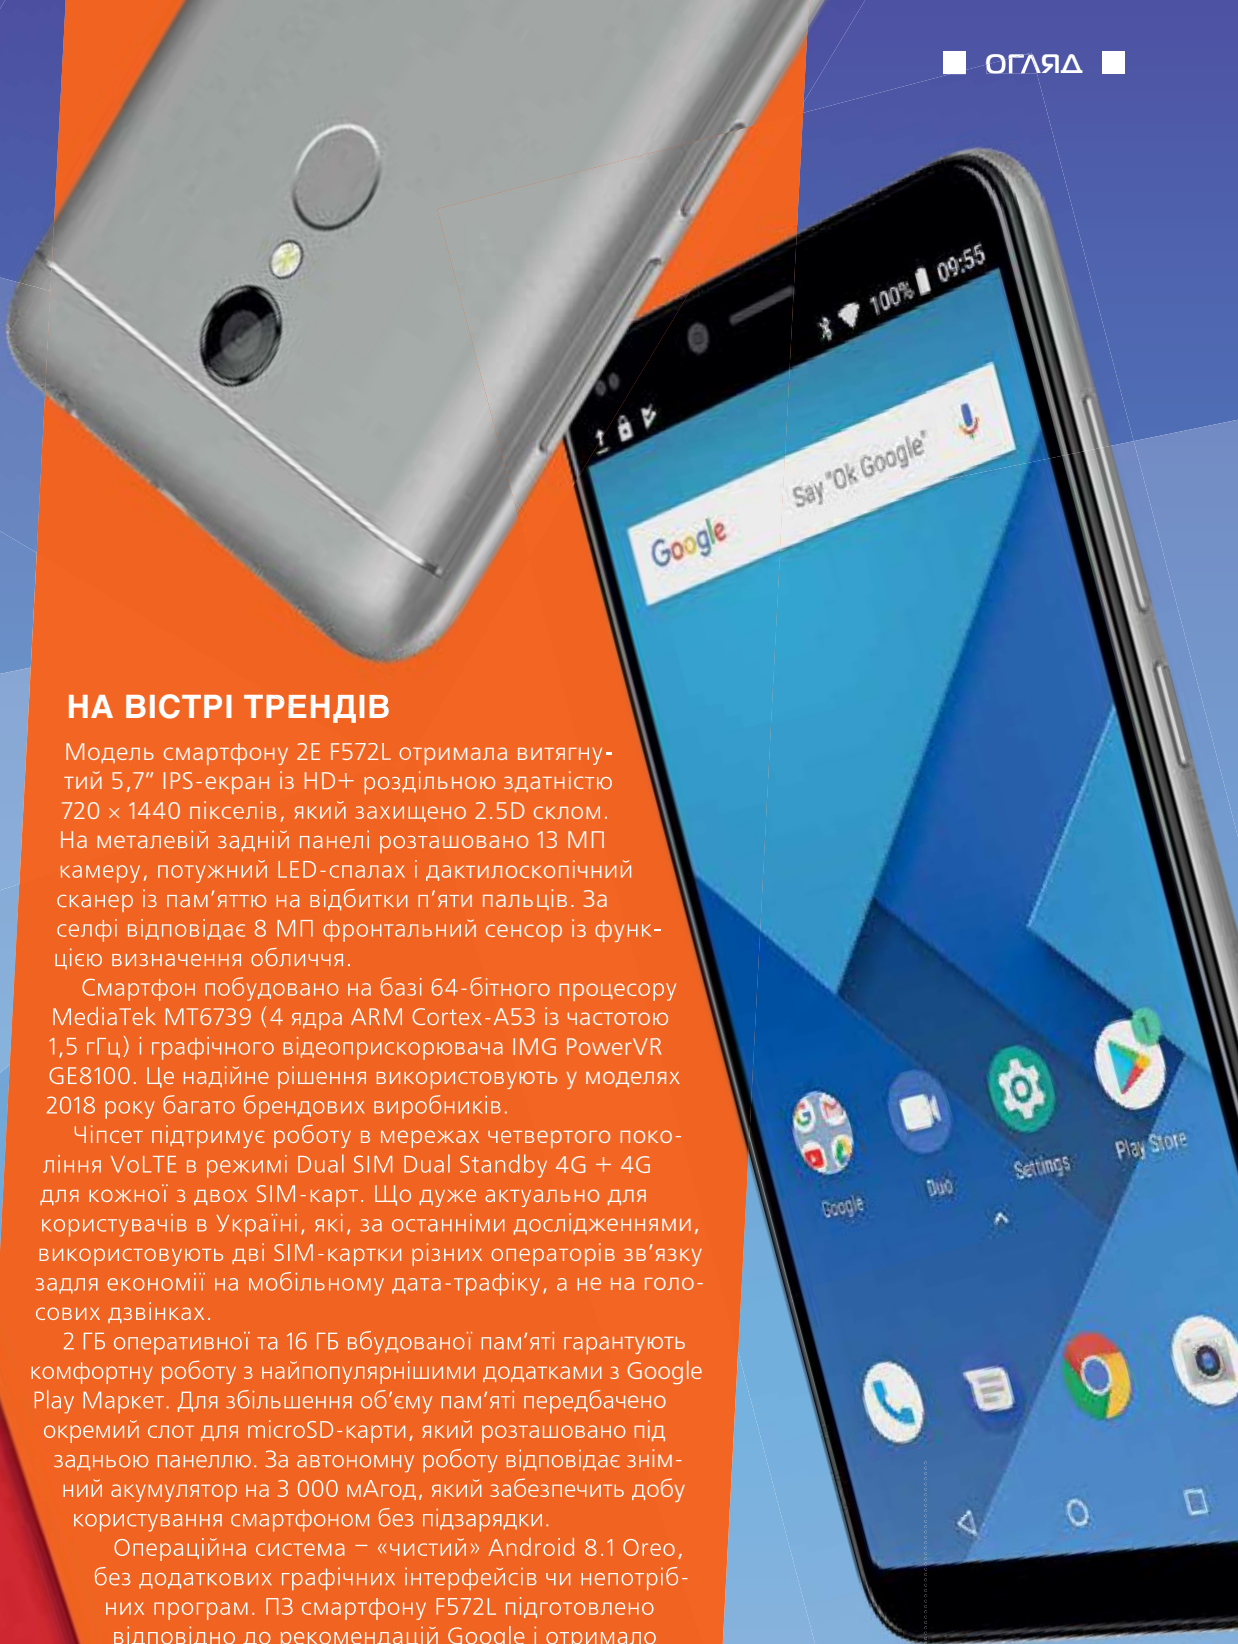 ОГЛЯД
100% 09:55
Google Say "Ok Google"
НА ВІСТРІ ТРЕНДІВ
Модель смартфону 2E F572L отримала витягну-
тий 5,7” IPS-екран із HD+ роздільною здатністю
720 × 1440 пікселів, який захищено 2.5D склом.
На металевій задній панелі розташовано 13 МП
камеру, потужний LED-спалах і дактилоскопічний
сканер із пам’яттю на відбитки п’яти пальців. За
селфі відповідає 8 МП фронтальний сенсор із функ-
цією визначення обличчя.
Смартфон побудовано на базі 64-бітного процесору
MediaTek MT6739 (4 ядра ARM Cortex-A53 із частотою
1,5 гГц) і графічного відеоприскорювача IMG PowerVR
GE8100. Це надійне рішення використовують у моделях
2018 року багато брендових виробників.
Чіпсет підтримує роботу в мережах четвертого поко-
ління VoLTE в режимі Dual SIM Dual Standby 4G + 4G
для кожної з двох SIM-карт. Що дуже актуально для
користувачів в Україні, які, за останніми дослідженнями,
використовують дві SIM-картки різних операторів зв’язку
задля економії на мобільному дата-трафіку, а не на голо-
сових дзвінках.
2 ГБ оперативної та 16 ГБ вбудованої пам’яті гарантують
комфортну роботу з найпопулярнішими додатками з Google
Play Маркет. Для збільшення об’єму пам’яті передбачено
окремий слот для microSD-карти, який розташовано під
задньою панеллю. За автономну роботу відповідає знім-
ний акумулятор на 3 000 мАгод, який забезпечить добу
користування смартфоном без підзарядки.
Операційна система – «чистий» Android 8.1 Oreo,
без додаткових графічних інтерфейсів чи непотріб-
них програм. ПЗ смартфону F572L підготовлено
відповідно до рекомендацій Google і отримало
Google Duo Settings Play Store